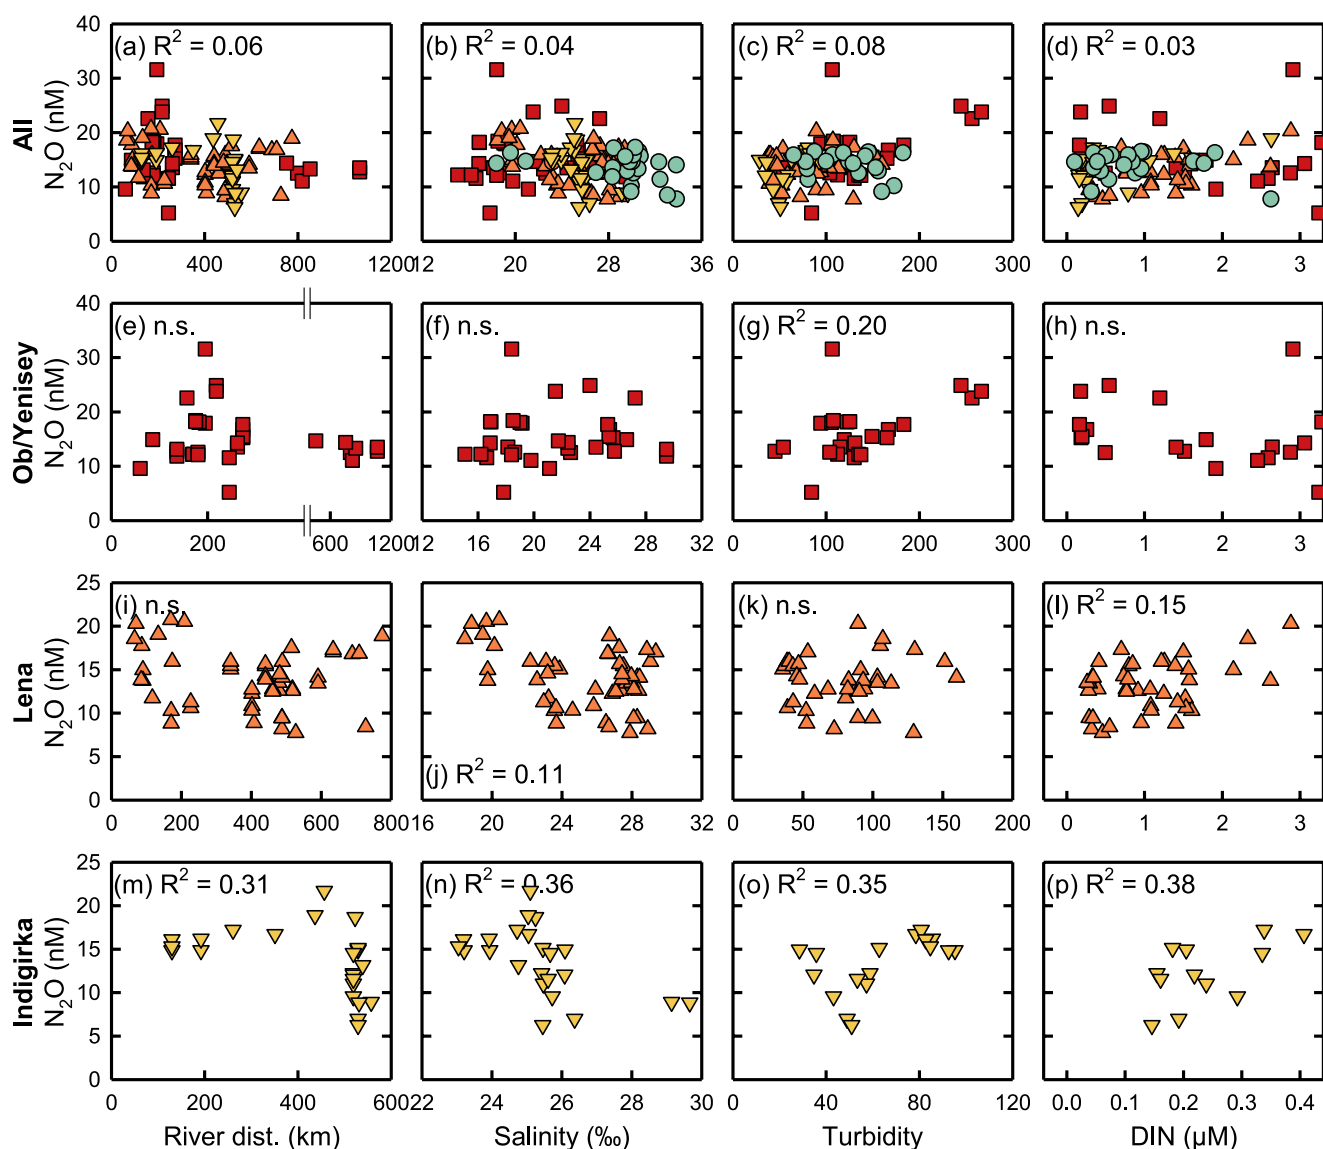 All
N₂O (nM)
40
30
20
10
0
(a) R² = 0.06
(b) R² = 0.04
(c) R² = 0.08
(d) R² = 0.03
0 400 800 1200
12 20 28 36
0 100 200 300
0 1 2 3
Ob/Yenisey
N₂O (nM)
40
30
20
10
0
(e) n.s.
(f) n.s.
(g) R² = 0.20
(h) n.s.
0 200 600 1200
12 16 20 24 28 32
0 100 200 300
0 1 2 3
Lena
N₂O (nM)
25
20
15
10
5
0
(i) n.s.
(j) R² = 0.11
(k) n.s.
(l) R² = 0.15
0 200 400 600 800
16 20 24 28 32
0 50 100 150 200
0 1 2 3
Indigirka
N₂O (nM)
25
20
15
10
5
0
(m) R² = 0.31
(n) R² = 0.36
(o) R² = 0.35
(p) R² = 0.38
0 200 400 600
22 24 26 28 30
0 40 80 120
0.0 0.1 0.2 0.3 0.4
River dist. (km)
Salinity (‰)
Turbidity
DIN (µM)